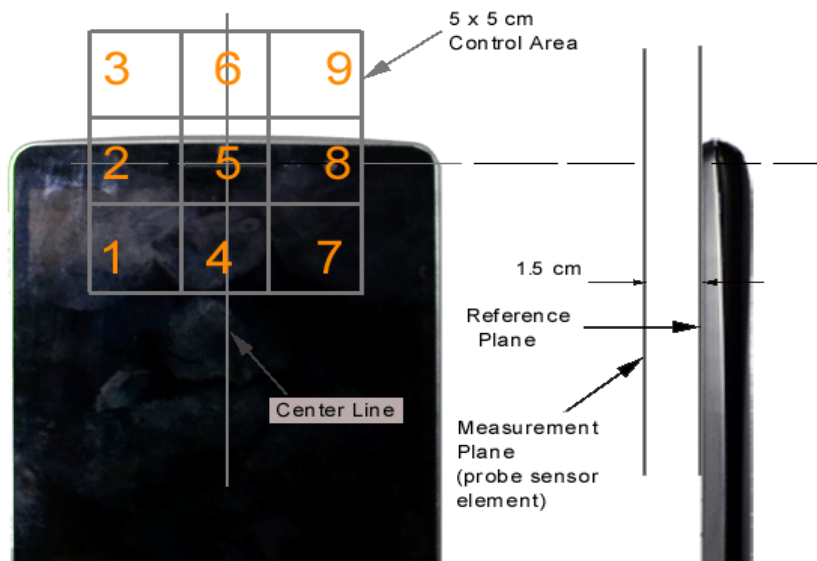 5 x 5 cm
Control Area
3 6 9
2 5 8
1 4 7
1.5 cm
Reference
Plane
Center Line
Measurement
Plane
(probe sensor
element)